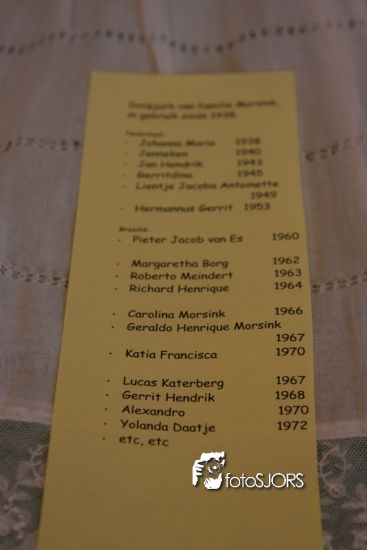 Doopjurk van familie Morsink,
in gebruik sinds 1938
Nederland:
· Johanna Maria 1938
· Jenneken 1940
· Jan Hendrik 1943
· Gerritdina 1945
· Lientje Jacoba Antoinette
1949
· Hermannus Gerrit 1953
Brazilie:
· Pieter Jacob van Es 1960
· Margaretha Borg 1962
· Roberto Meindert 1963
· Richard Henrique 1964
· Carolina Morsink 1966
· Geraldo Henrique Morsink
1967
· Katia Francisca 1970
· Lucas Katerberg 1967
· Gerrit Hendrik 1968
· Alexandro 1970
· Yolanda Daatje 1972
· etc, etc
fotoSJORS